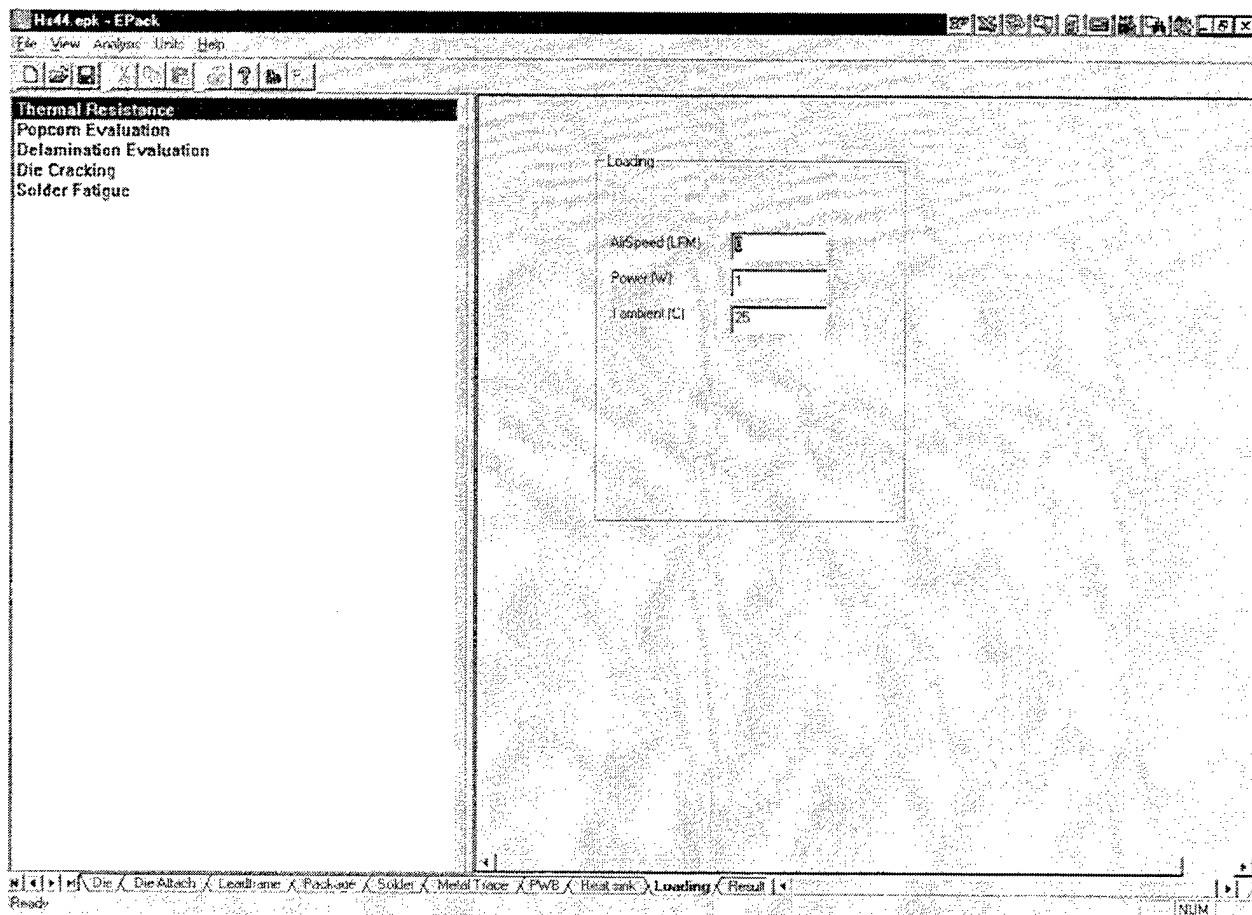 Hs44.epk - EPack
File View Analysis Units Help
Thermal Resistance
Popcorn Evaluation
Delamination Evaluation
Die Cracking
Solder Fatigue
Loading
AirSpeed (LFM)
Power (W)
1
T ambient (C)
25
Die Die Attach Leadframe Package Solder Metal Trace PWB Heat sink Loading Result
Ready
NUM